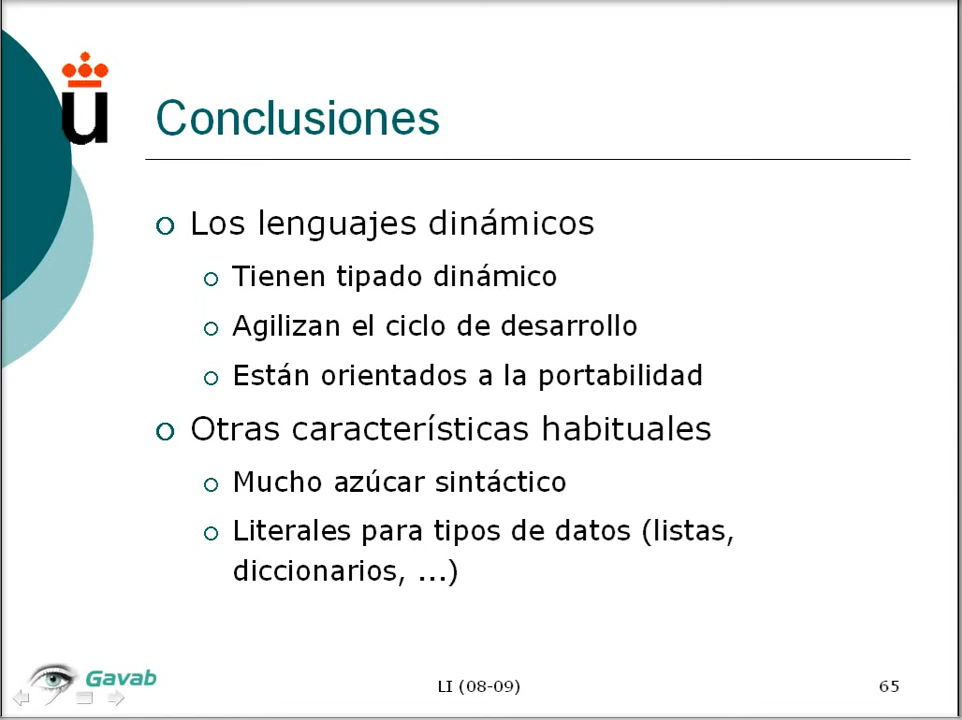 u
Conclusiones
o Los lenguajes dinámicos
o Tienen tipado dinámico
o Agilizan el ciclo de desarrollo
o Están orientados a la portabilidad
o Otras características habituales
o Mucho azúcar sintáctico
o Literales para tipos de datos (listas,
diccionarios, ...)
Gavab
LI (08-09)
65